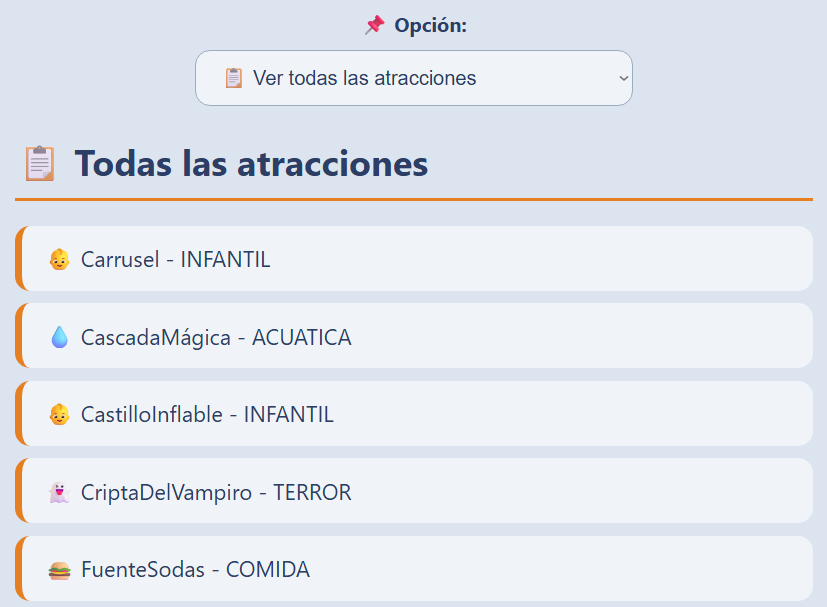 📌 Opción:
📋 Ver todas las atracciones
📋 Todas las atracciones
👶 Carrusel - INFANTIL
💧 CascadaMágica - ACUATICA
👶 CastilloInflable - INFANTIL
👻 CriptaDelVampiro - TERROR
🍔 FuenteSodas - COMIDA